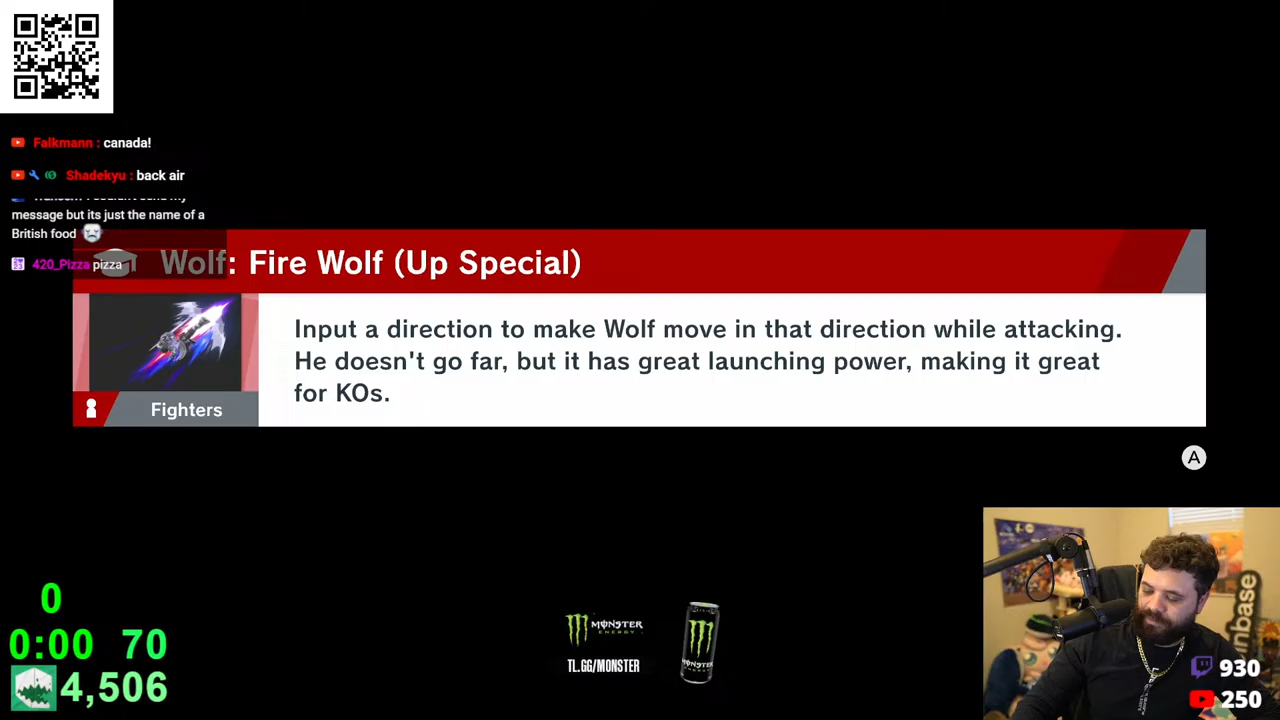 Falkmann : canada!
Shadekyu : back air
message but its just the name of a
British food
420_Pizza pizza
Wolf: Fire Wolf (Up Special)
Input a direction to make Wolf move in that direction while attacking.
He doesn't go far, but it has great launching power, making it great
for KOs.
Fighters
A
0
0:00 70
4,506
MONSTER
ENERGY
TL.GG/MONSTER
MONSTER
inbase
930
250